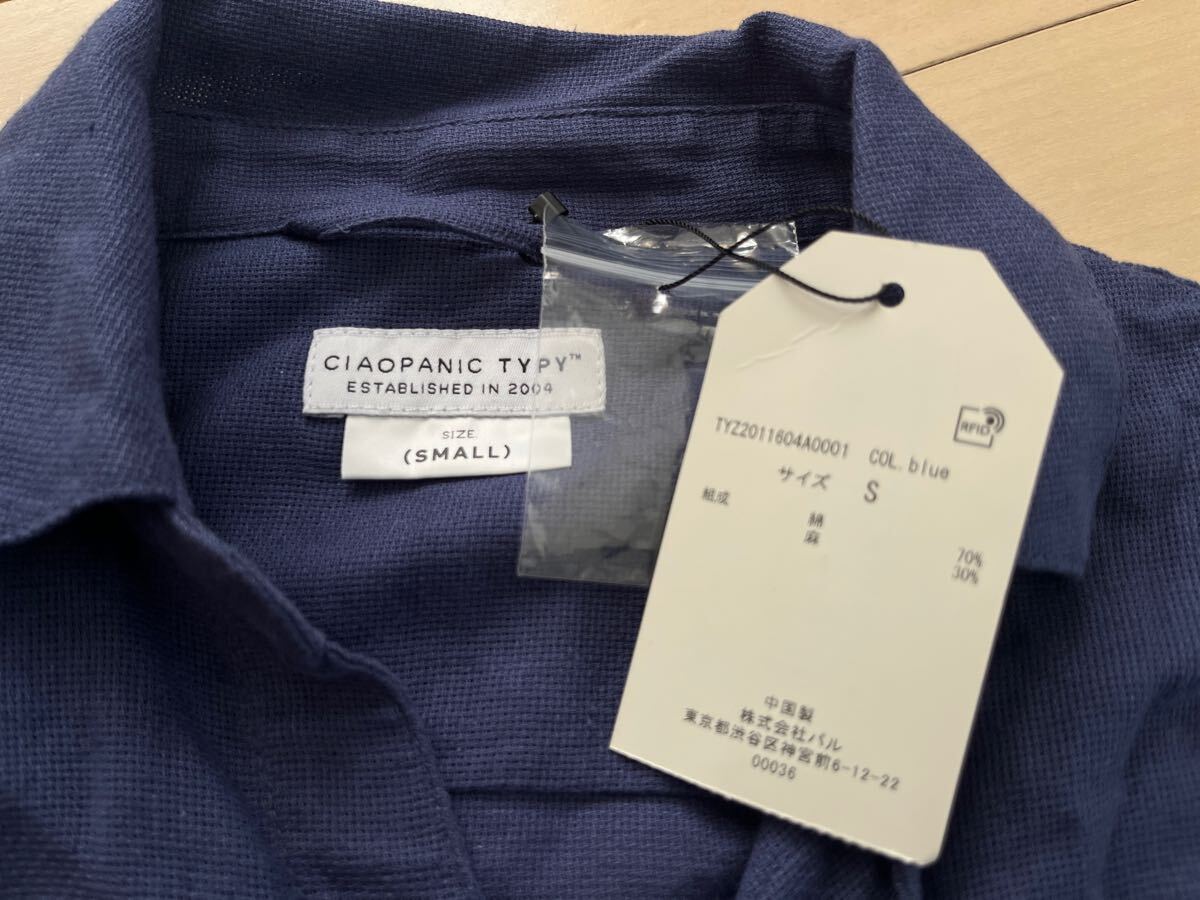 CIAOPANIC TYPY™
ESTABLISHED IN 2004
SIZE
(SMALL)
RFID
TYZ2011604A0001 COL.blue
サイズ S
組成
綿 70%
麻 30%
中国製
株式会社パル
東京都渋谷区神宮前6-12-22
00036